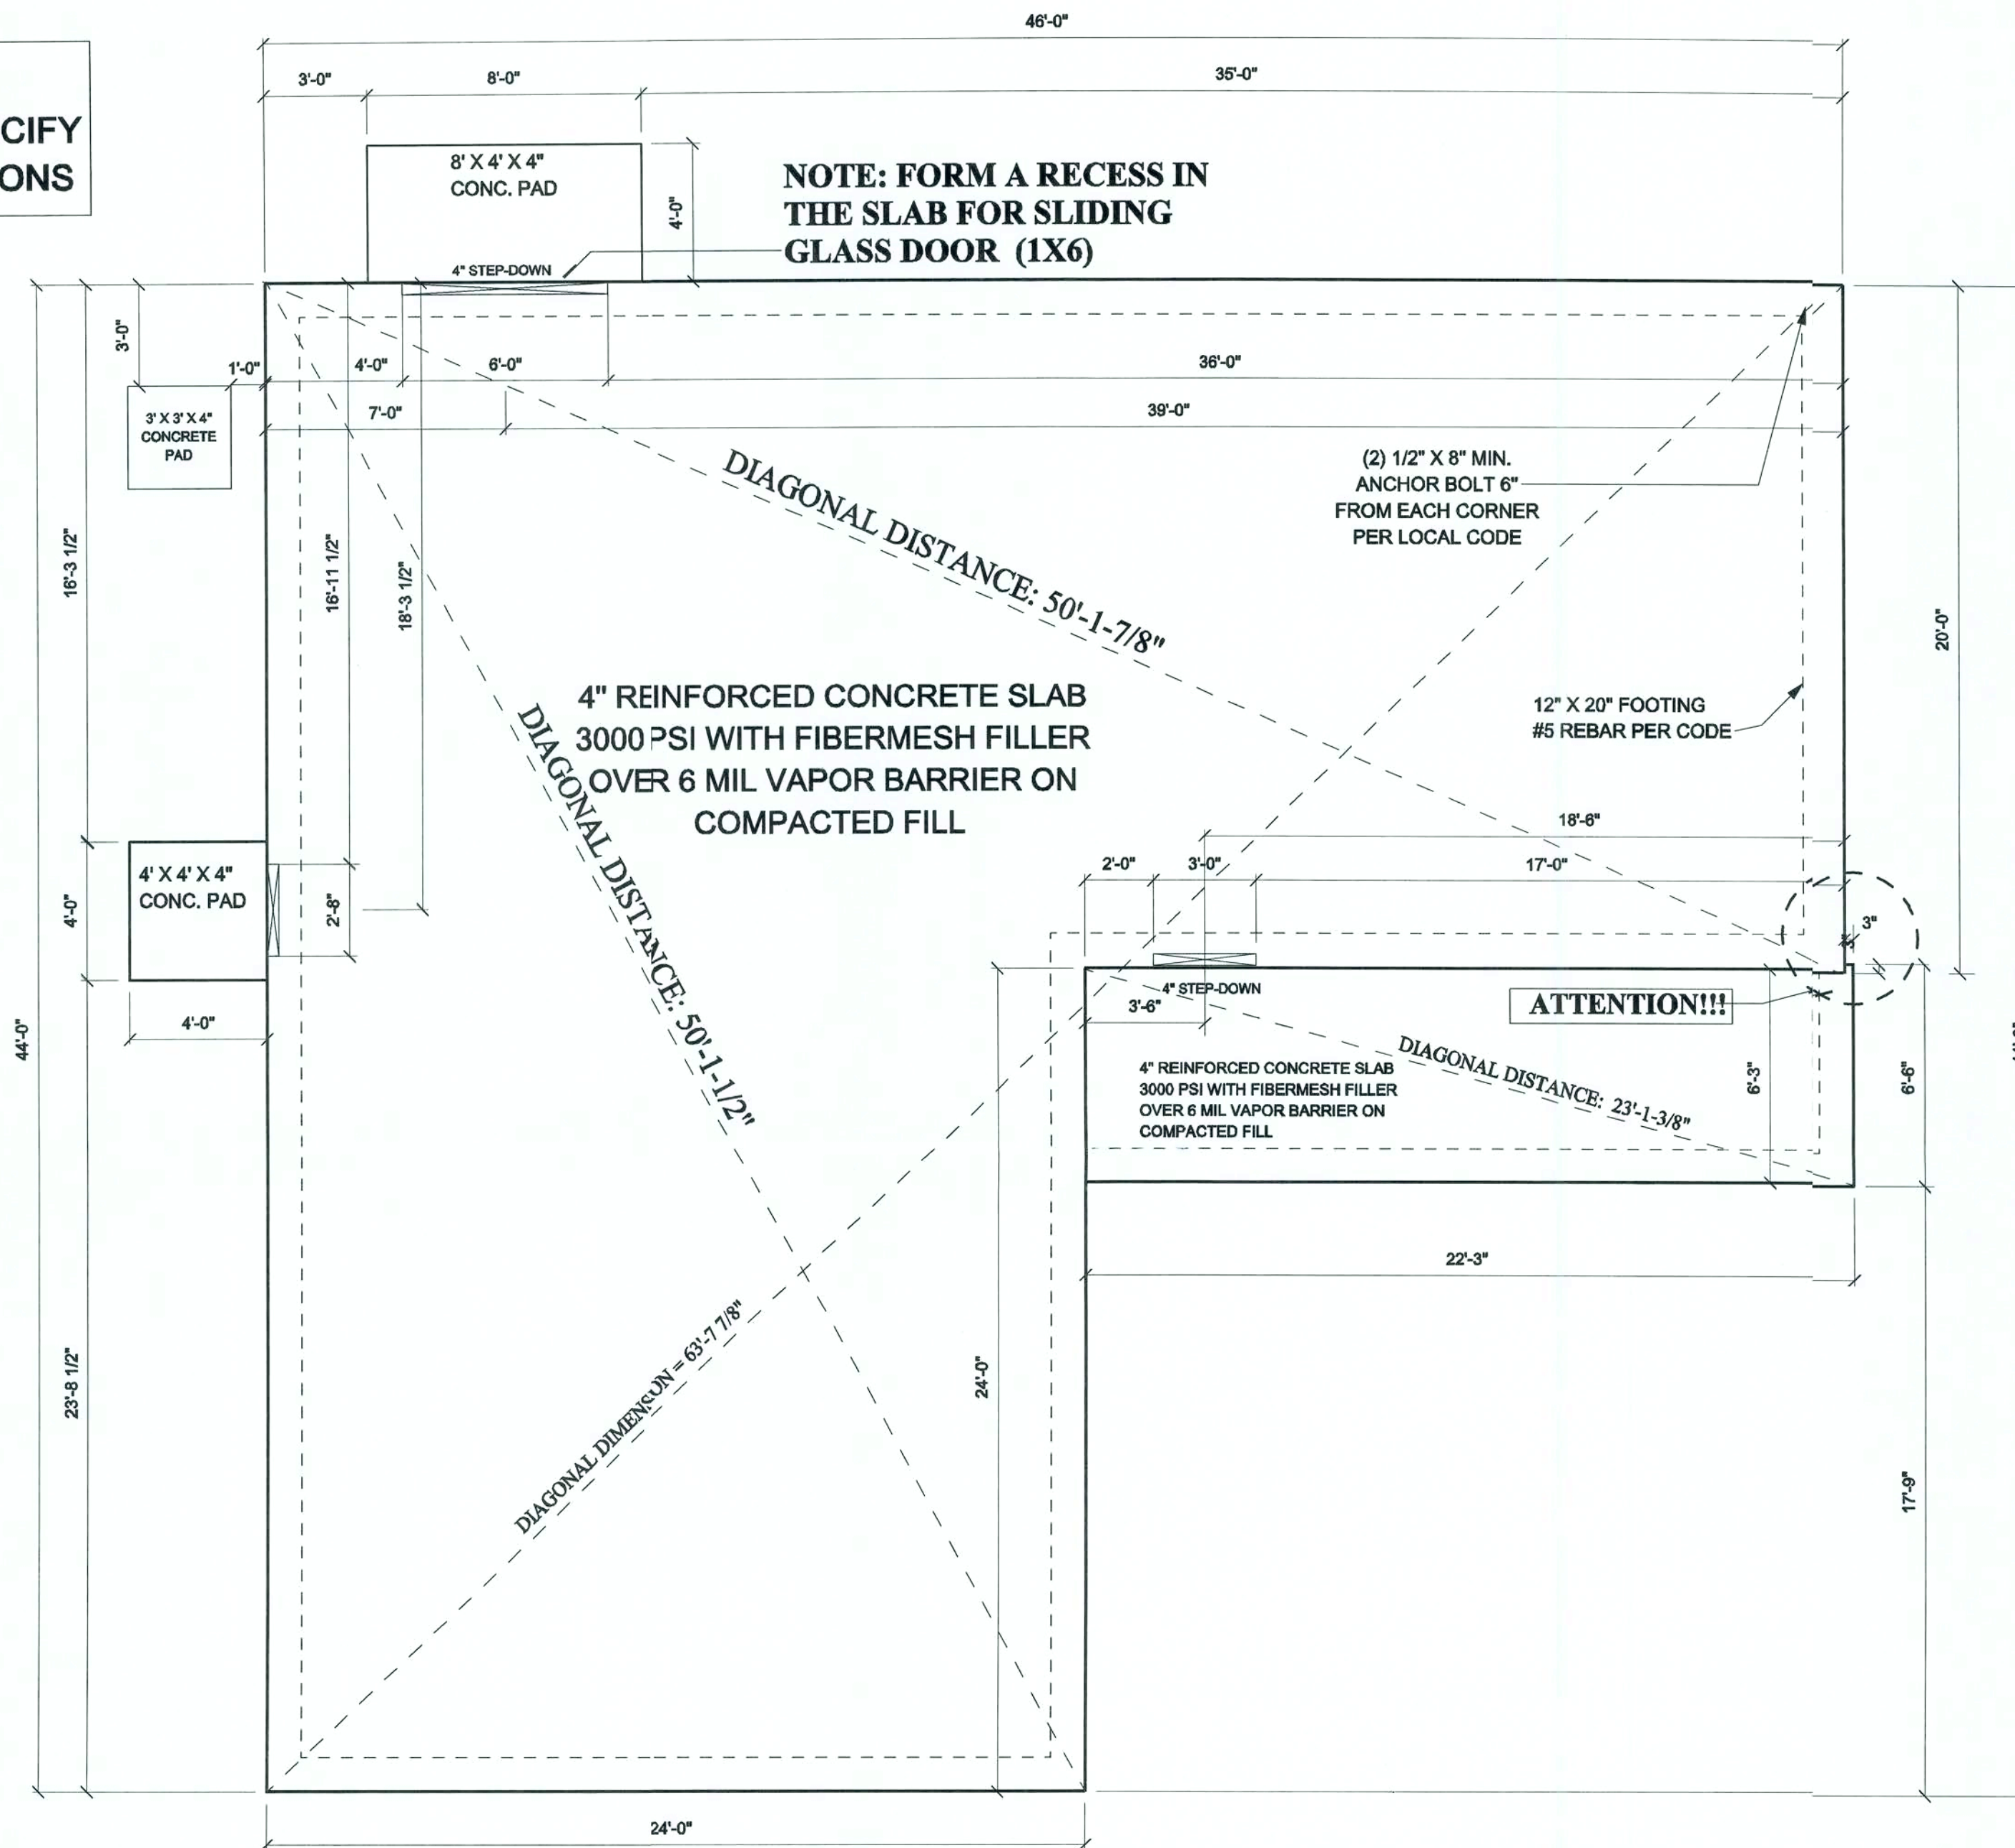 46'-0"
3'-0"
8'-0"
35'-0"
CIFY
ONS
8' X 4' X 4"
CONC. PAD
4'-0"
4" STEP-DOWN
NOTE: FORM A RECESS IN
THE SLAB FOR SLIDING
GLASS DOOR (1X6)
3'-0"
1'-0"
4'-0"
6'-0"
36'-0"
7'-0"
39'-0"
3' X 3' X 4"
CONCRETE
PAD
DIAGONAL DISTANCE: 50'-1-7/8"
(2) 1/2" X 8" MIN.
ANCHOR BOLT 6"
FROM EACH CORNER
PER LOCAL CODE
16'-3 1/2"
16'-11 1/2"
18'-3 1/2"
20'-0"
4" REINFORCED CONCRETE SLAB
3000 PSI WITH FIBERMESH FILLER
OVER 6 MIL VAPOR BARRIER ON
COMPACTED FILL
12" X 20" FOOTING
#5 REBAR PER CODE
DIAGONAL DISTANCE: 50'-1-1/2"
18'-6"
2'-0"
3'-0"
17'-0"
4' X 4' X 4"
CONC. PAD
4'-0"
2'-8"
3"
3"
4" STEP-DOWN
3'-6"
ATTENTION!!!
4'-0"
44'-0"
4" REINFORCED CONCRETE SLAB
3000 PSI WITH FIBERMESH FILLER
OVER 6 MIL VAPOR BARRIER ON
COMPACTED FILL
DIAGONAL DISTANCE: 23'-1-3/8"
6'-3"
6'-6"
22'-3"
DIAGONAL DIMENSION = 63'-7 7/8"
23'-8 1/2"
24'-0"
17'-9"
24'-0"